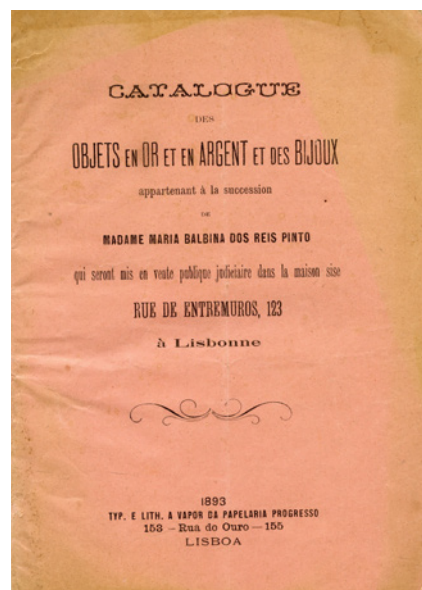 CATALOGUE
DES
OBJETS EN OR ET EN ARGENT ET DES BIJOUX
appartenant à la succession
DE
MADAME MARIA BALBINA DOS REIS PINTO
qui seront mis en vente publique judiciaire dans la maison sise
RUE DE ENTREMUROS, 123
à Lisbonne
1893
TYP. E LITH. A VAPOR DA PAPELARIA PROGRESSO
153 — Rua do Ouro — 155
LISBOA